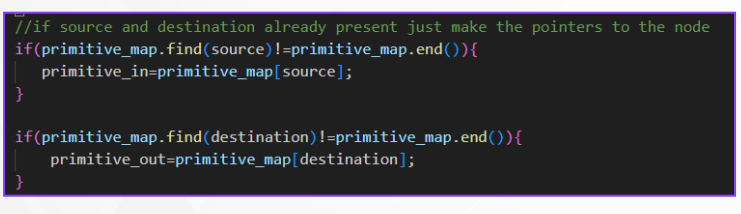 //if source and destination already present just make the pointers to the node
if(primitive_map.find(source)!=primitive_map.end()){
primitive_in=primitive_map[source];
}
if(primitive_map.find(destination)!=primitive_map.end()){
primitive_out=primitive_map[destination];
}